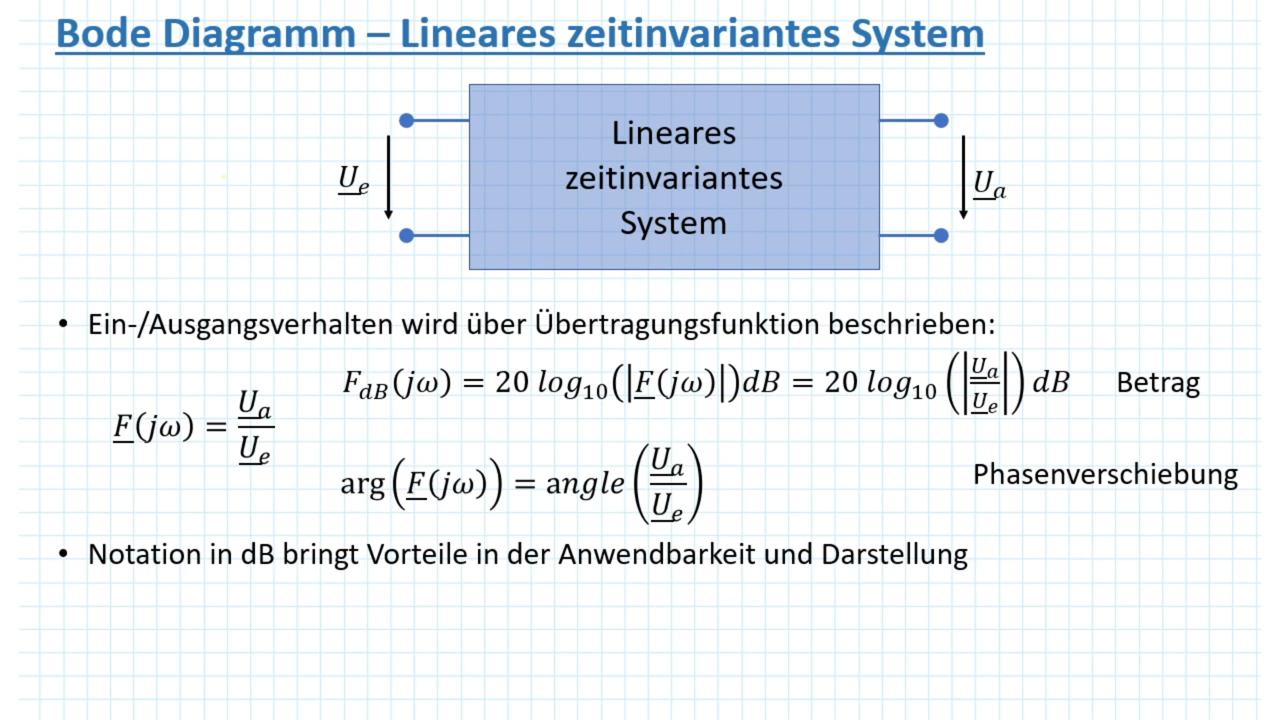 Bode Diagramm – Lineares zeitinvariantes System
Lineares
zeitinvariantes
System
U_e
U_a
• Ein-/Ausgangsverhalten wird über Übertragungsfunktion beschrieben:
F_dB(jω) = 20 log_10(|F(jω)|)dB = 20 log_10(|U_a/U_e|) dB Betrag
F(jω) = U_a/U_e
arg(F(jω)) = angle(U_a/U_e) Phasenverschiebung
• Notation in dB bringt Vorteile in der Anwendbarkeit und Darstellung